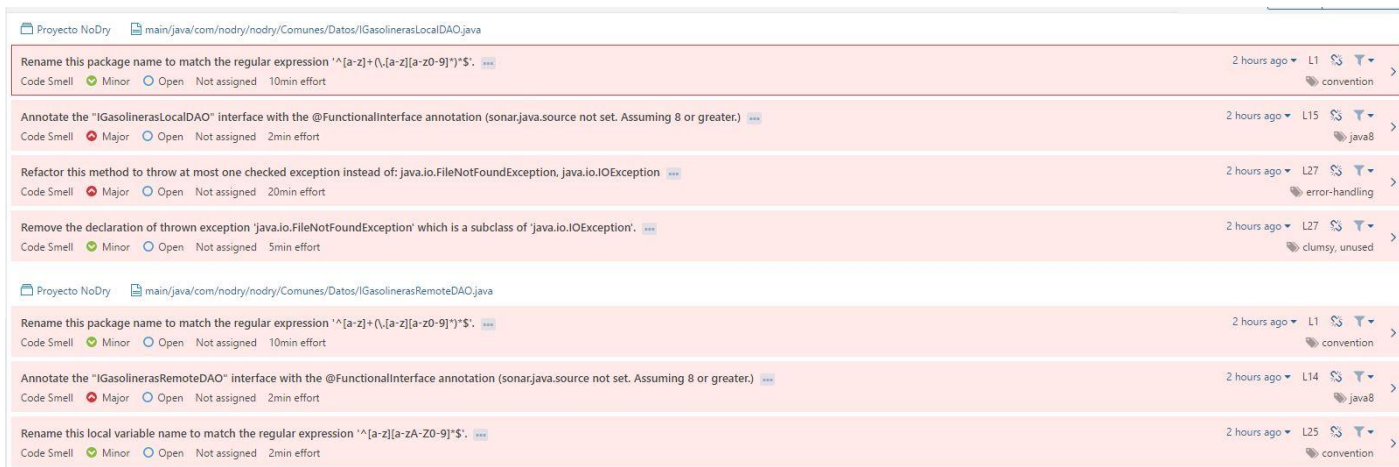 Proyecto NoDry main/java/com/nodry/nodry/Comunes/Datos/IGasolinerasLocalDAO.java
Rename this package name to match the regular expression '^[a-z]+(\.[a-z][a-z0-9]*)*$'. ... 2 hours ago L1
Code Smell Minor Open Not assigned 10min effort convention
Annotate the "IGasolinerasLocalDAO" interface with the @FunctionalInterface annotation (sonar.java.source not set. Assuming 8 or greater.) ... 2 hours ago L15
Code Smell Major Open Not assigned 2min effort java8
Refactor this method to throw at most one checked exception instead of: java.io.FileNotFoundException, java.io.IOException ... 2 hours ago L27
Code Smell Major Open Not assigned 20min effort error-handling
Remove the declaration of thrown exception 'java.io.FileNotFoundException' which is a subclass of 'java.io.IOException'. ... 2 hours ago L27
Code Smell Minor Open Not assigned 5min effort clumsy, unused
Proyecto NoDry main/java/com/nodry/nodry/Comunes/Datos/IGasolinerasRemoteDAO.java
Rename this package name to match the regular expression '^[a-z]+(\.[a-z][a-z0-9]*)*$'. ... 2 hours ago L1
Code Smell Minor Open Not assigned 10min effort convention
Annotate the "IGasolinerasRemoteDAO" interface with the @FunctionalInterface annotation (sonar.java.source not set. Assuming 8 or greater.) ... 2 hours ago L14
Code Smell Major Open Not assigned 2min effort java8
Rename this local variable name to match the regular expression '^[a-z][a-zA-Z0-9]*$'. ... 2 hours ago L25
Code Smell Minor Open Not assigned 2min effort convention